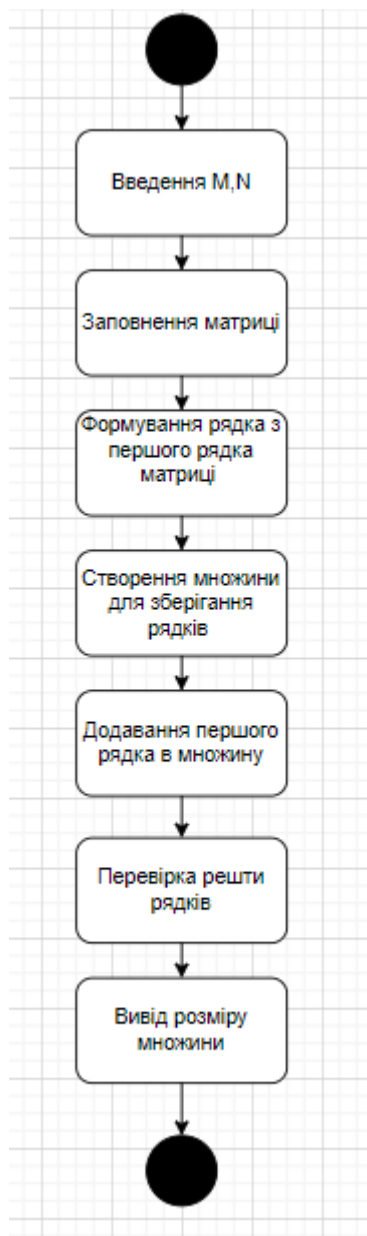 Введення M,N
Заповнення матриці
Формування рядка з
першого рядка
матриці
Створення множини
для зберігання
рядків
Додавання першого
рядка в множину
Перевірка решти
рядків
Вивід розміру
множини